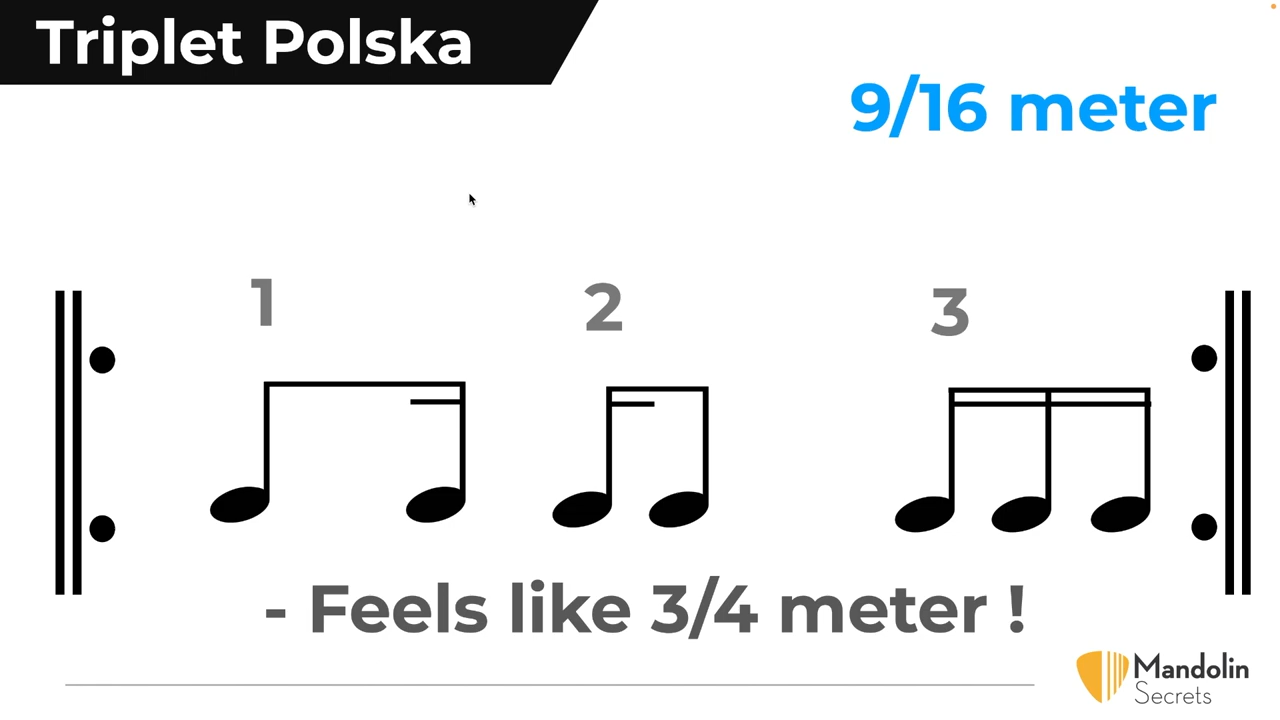 Triplet Polska
9/16 meter
1 2 3
- Feels like 3/4 meter !
Mandolin
Secrets